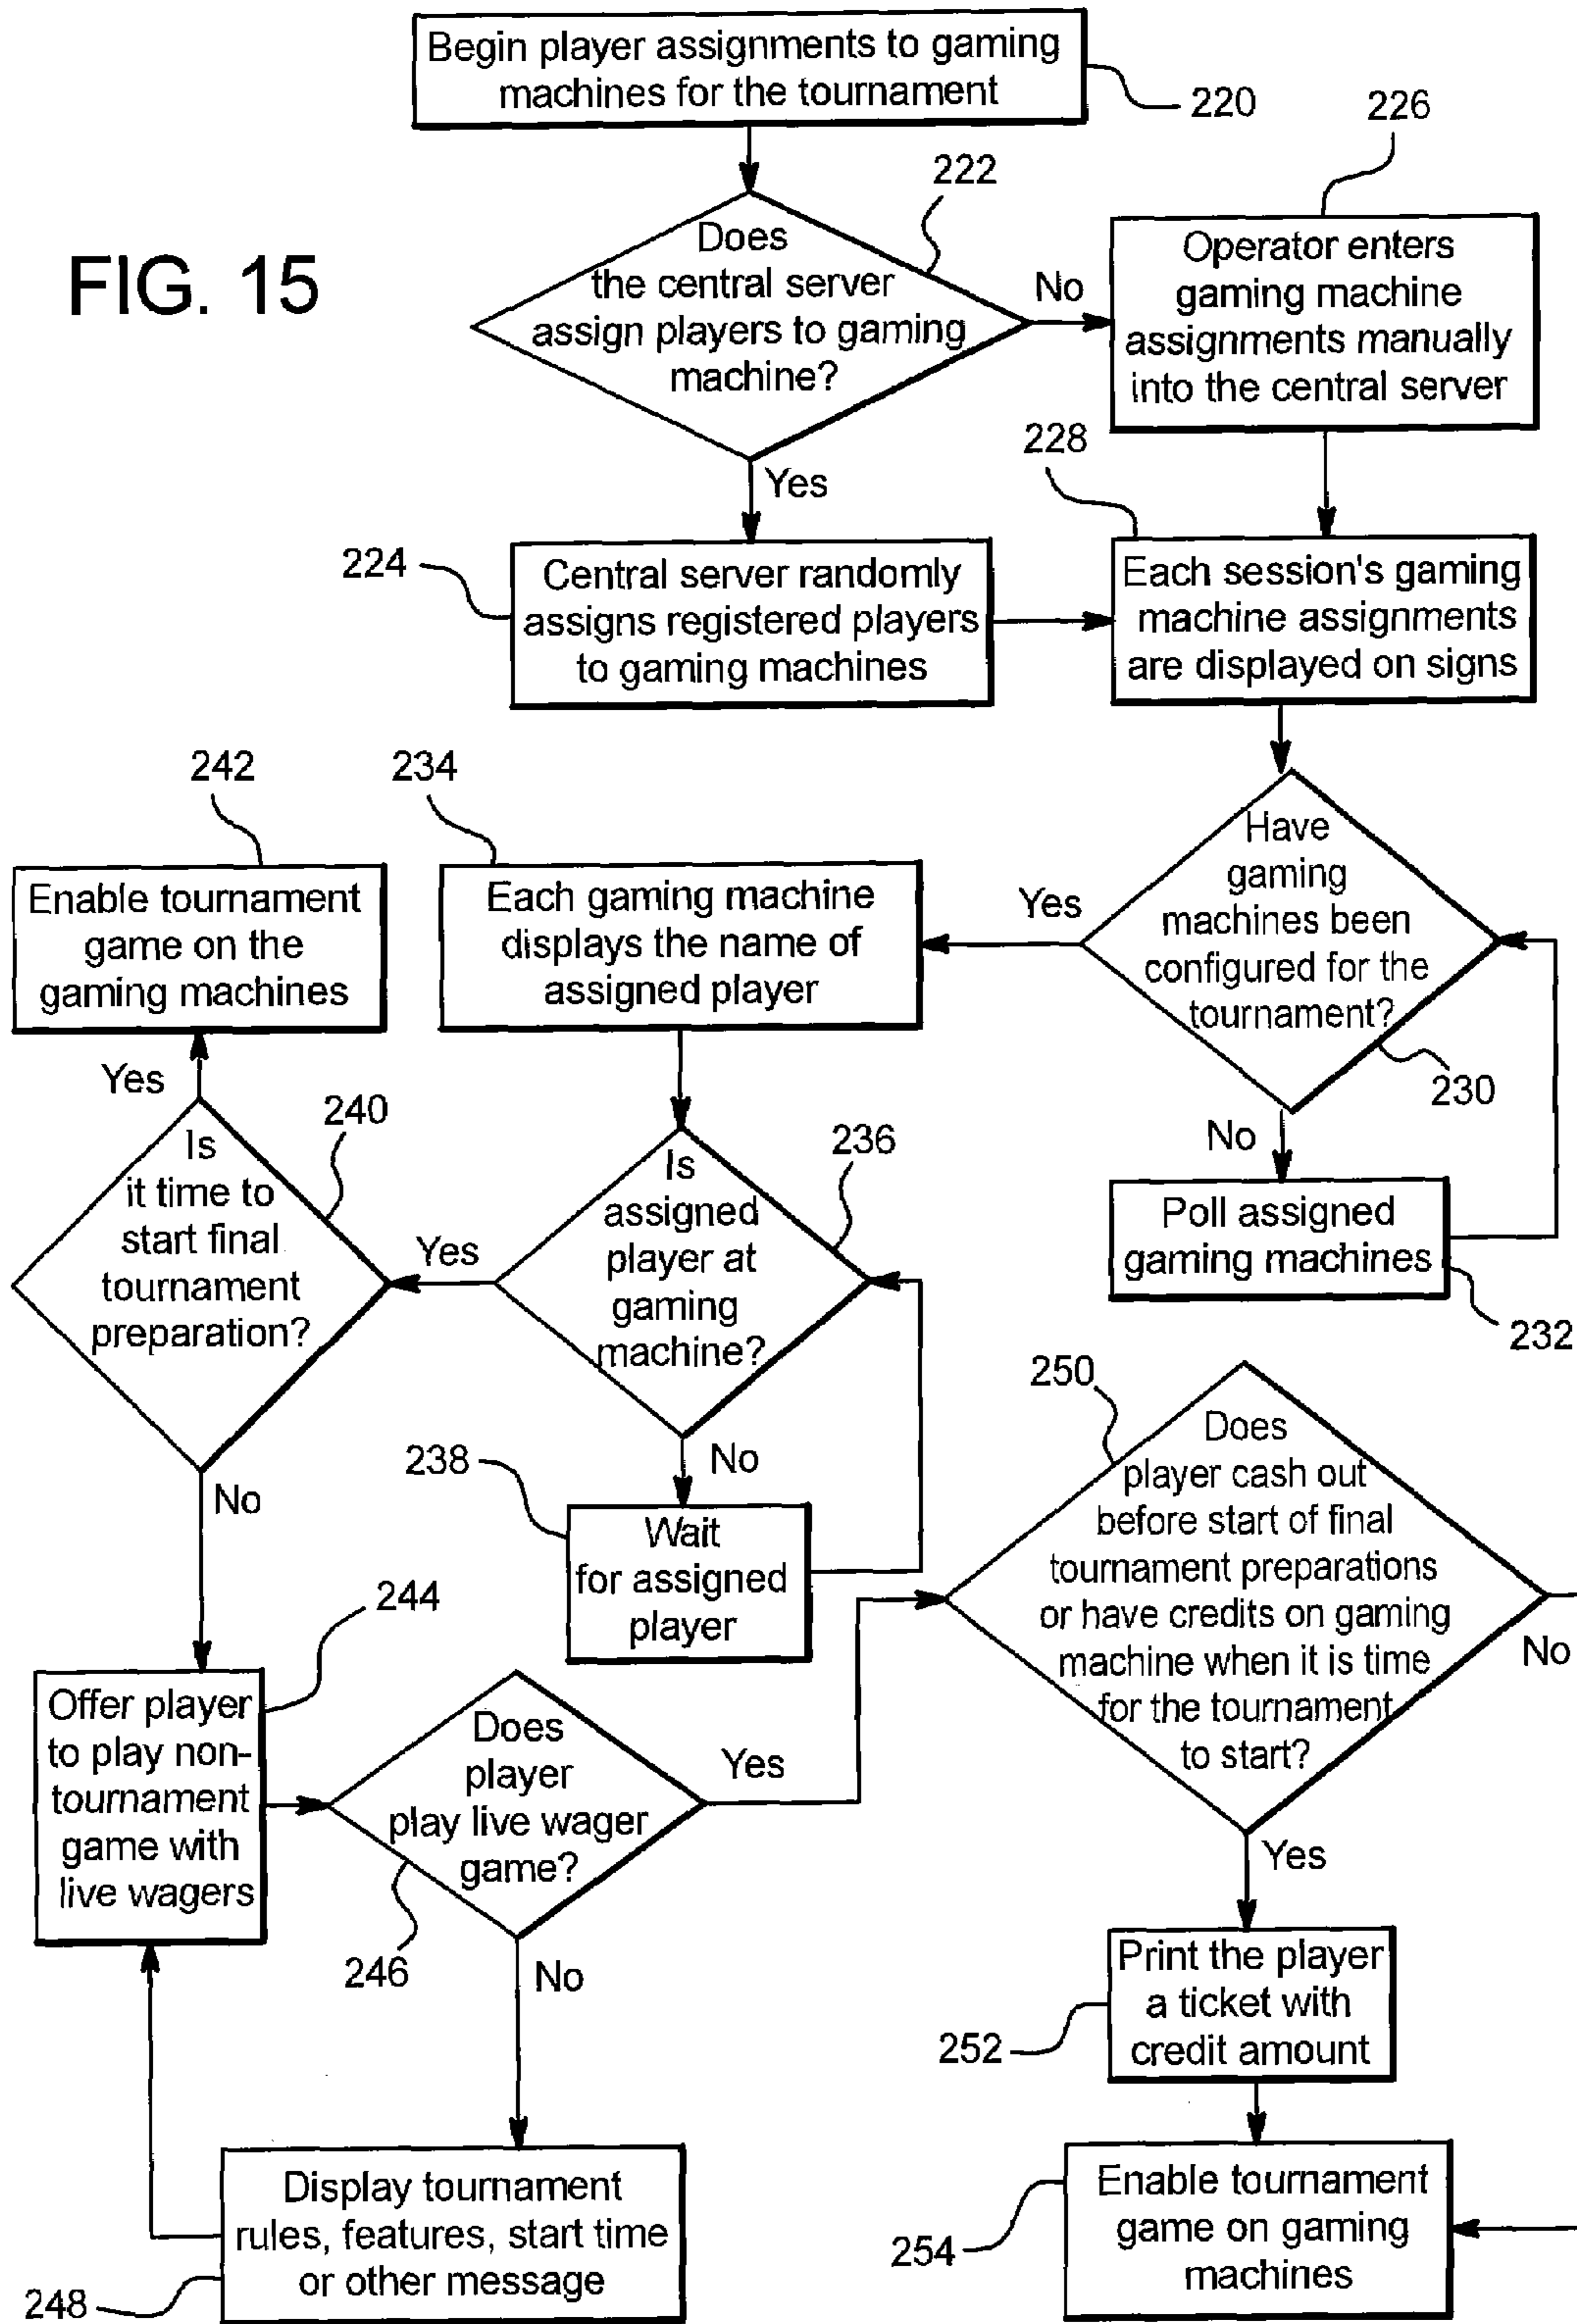 FIG. 15
Begin player assignments to gaming
machines for the tournament
220
Does
the central server
assign players to gaming
machine?
222
No
Yes
226
Operator enters
gaming machine
assignments manually
into the central server
224
Central server randomly
assigns registered players
to gaming machines
228
Each session's gaming
machine assignments
are displayed on signs
Have
gaming
machines been
configured for the
tournament?
230
Yes
No
Poll assigned
gaming machines
232
234
Each gaming machine
displays the name of
assigned player
236
Is
assigned
player at
gaming
machine?
Yes
No
238
Wait
for assigned
player
240
Is
it time to
start final
tournament
preparation?
Yes
No
242
Enable tournament
game on the
gaming machines
244
Offer player
to play non-
tournament
game with
live wagers
Does
player
play live wager
game?
246
Yes
No
248
Display tournament
rules, features, start time
or other message
250
Does
player cash out
before start of final
tournament preparations
or have credits on gaming
machine when it is time
for the tournament
to start?
No
Yes
252
Print the player
a ticket with
credit amount
254
Enable tournament
game on gaming
machines